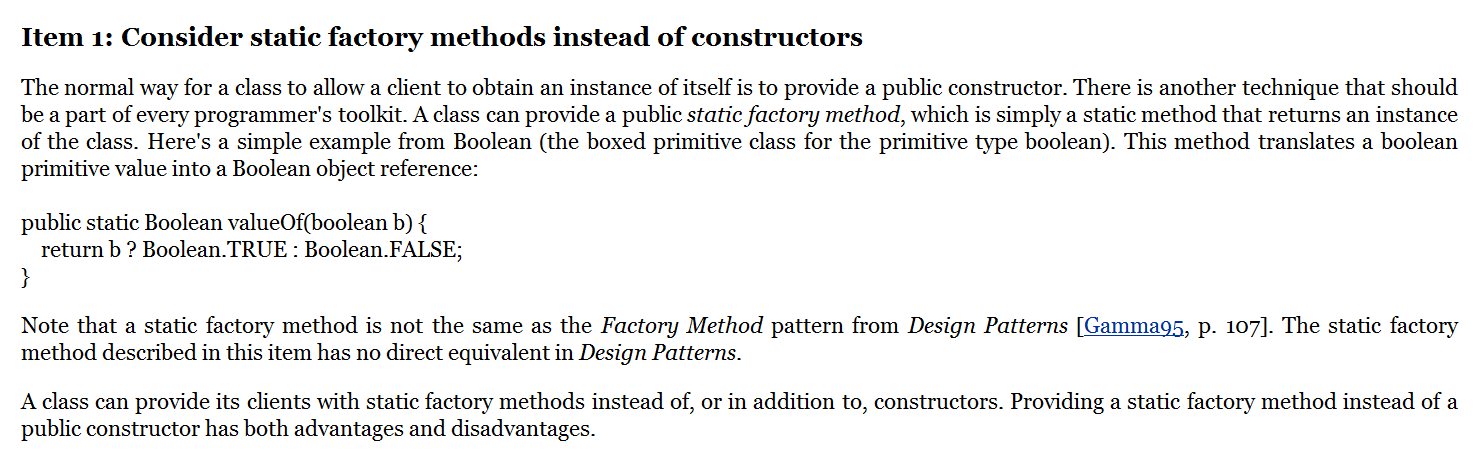 Item 1: Consider static factory methods instead of constructors
The normal way for a class to allow a client to obtain an instance of itself is to provide a public constructor. There is another technique that should
be a part of every programmer's toolkit. A class can provide a public static factory method, which is simply a static method that returns an instance
of the class. Here's a simple example from Boolean (the boxed primitive class for the primitive type boolean). This method translates a boolean
primitive value into a Boolean object reference:
public static Boolean valueOf(boolean b) {
return b ? Boolean.TRUE : Boolean.FALSE;
}
Note that a static factory method is not the same as the Factory Method pattern from Design Patterns [Gamma95, p. 107]. The static factory
method described in this item has no direct equivalent in Design Patterns.
A class can provide its clients with static factory methods instead of, or in addition to, constructors. Providing a static factory method instead of a
public constructor has both advantages and disadvantages.